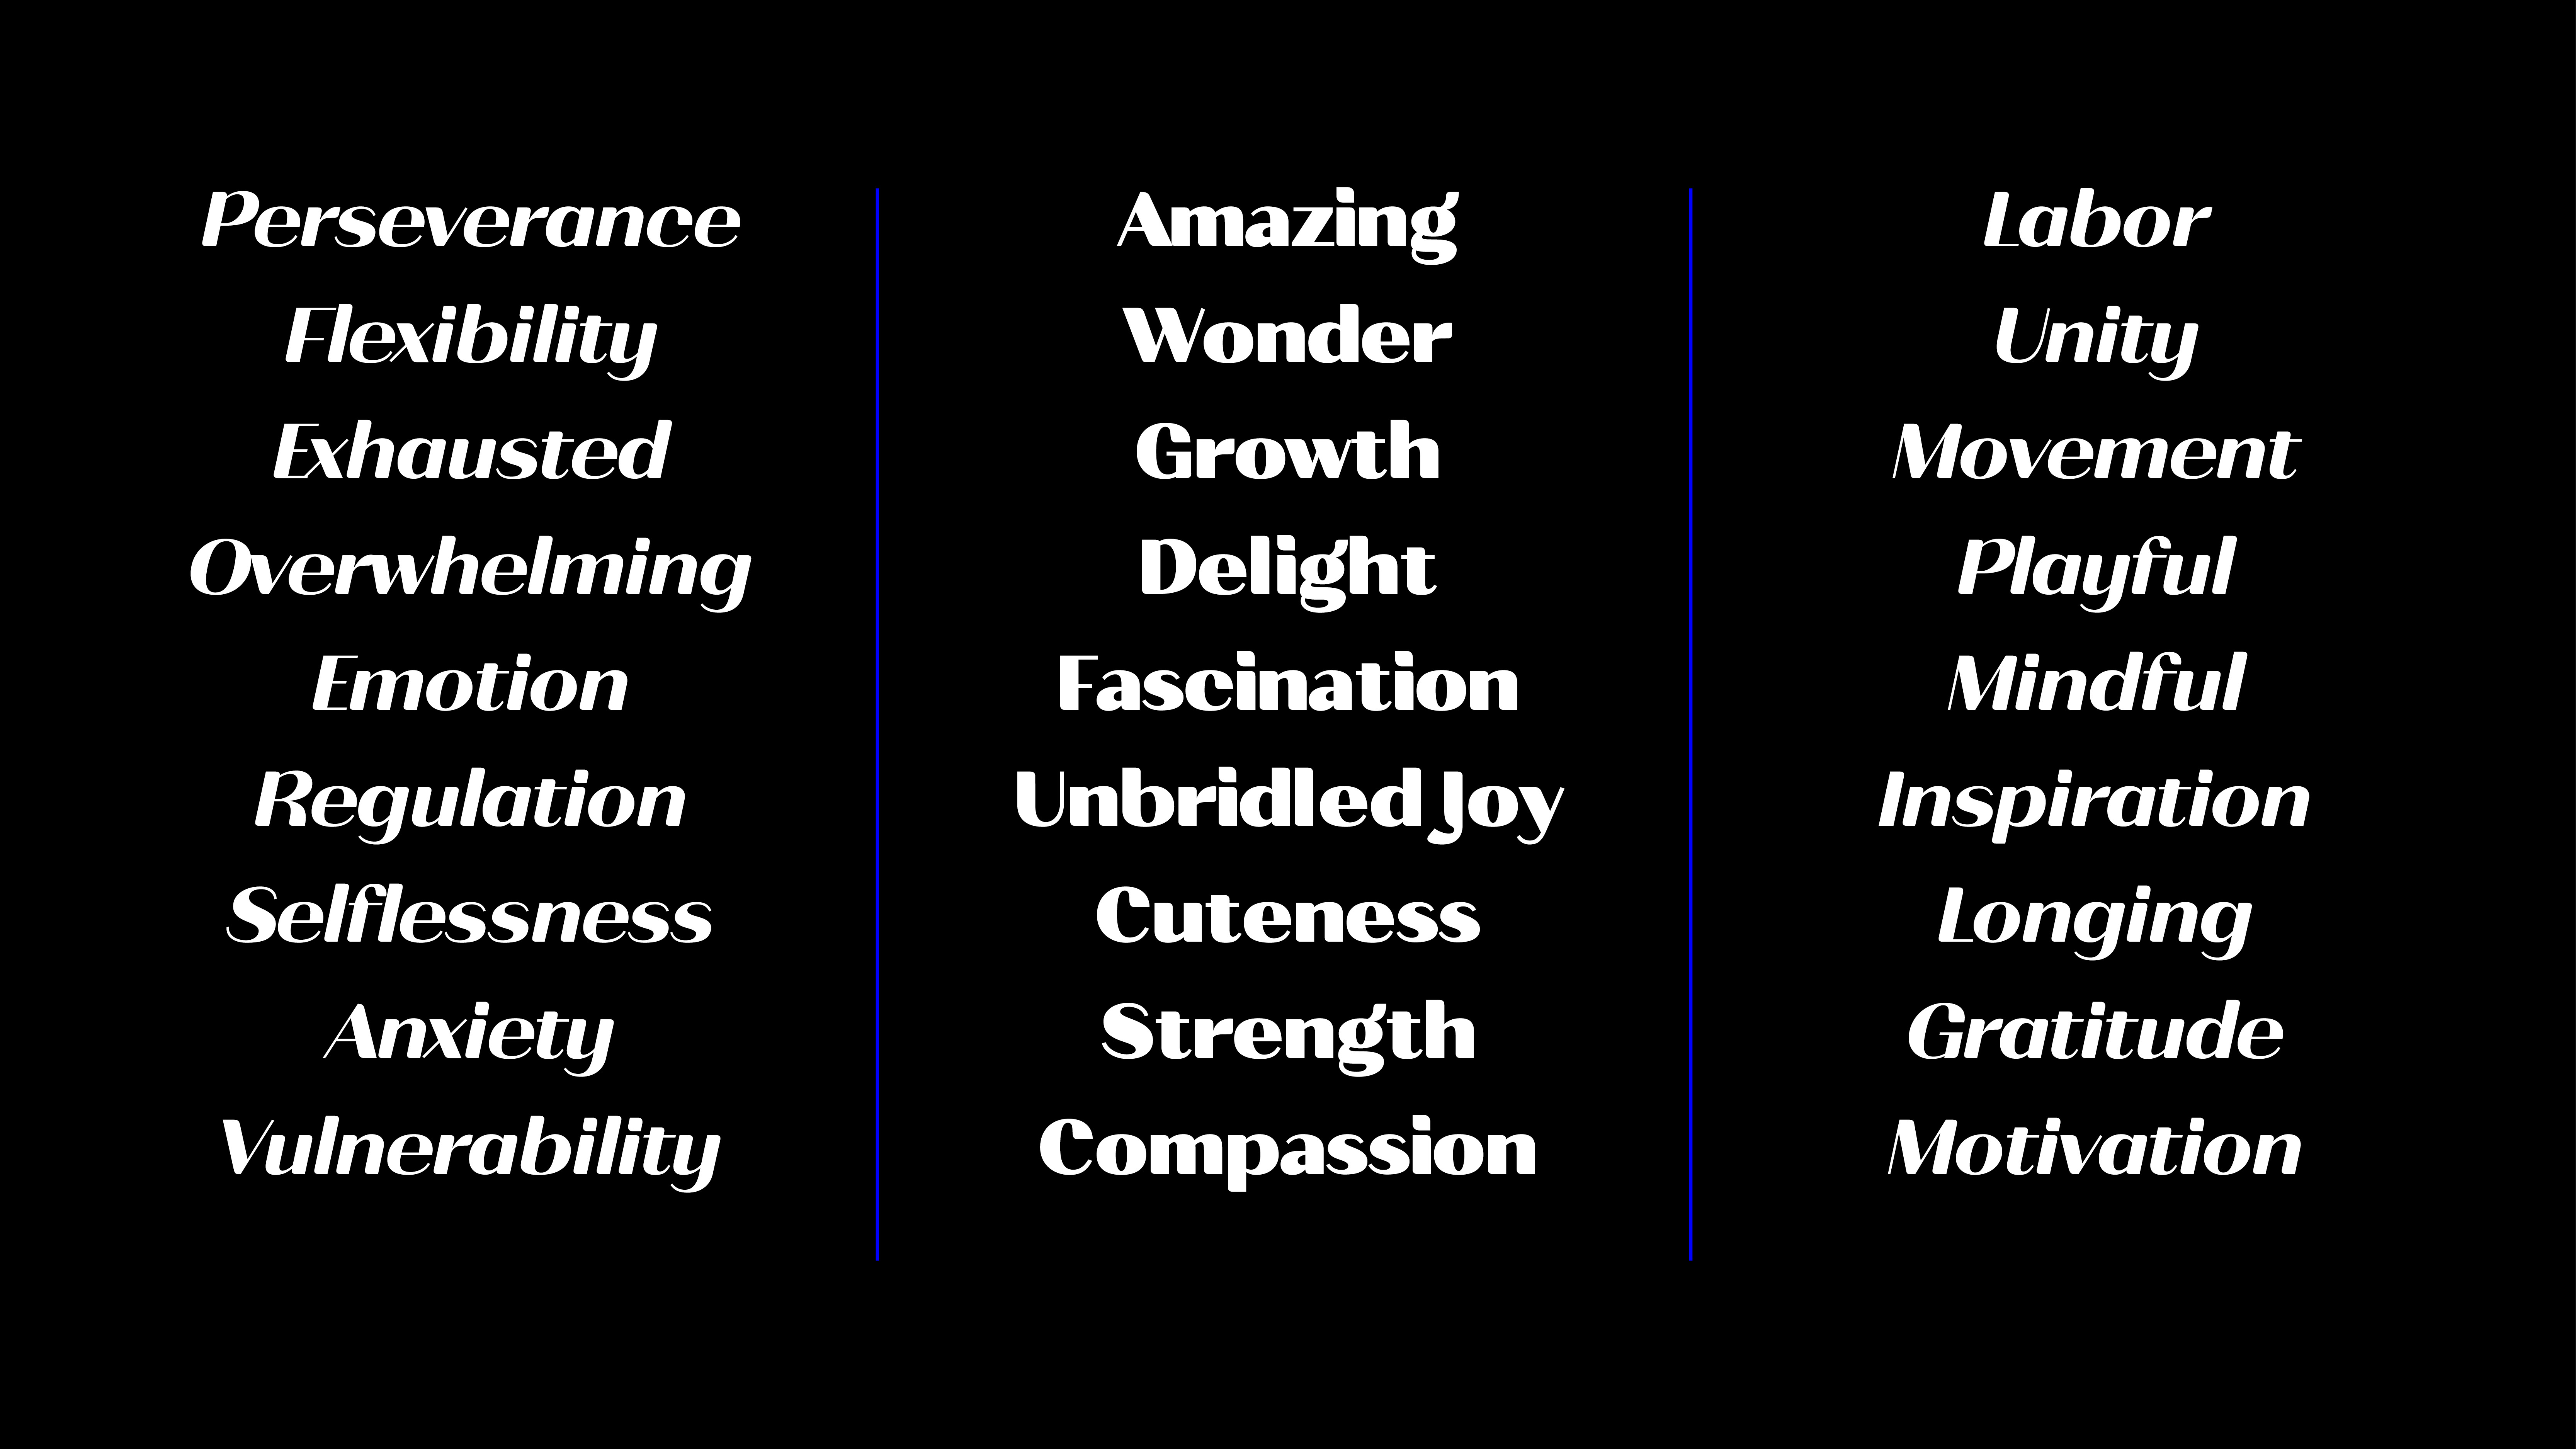 Perseverance
Flexibility
Exhausted
Overwhelming
Emotion
Regulation
Selflessness
Anxiety
Vulnerability
Amazing
Wonder
Growth
Delight
Fascination
Unbridled Joy
Cuteness
Strength
Compassion
Labor
Unity
Movement
Playful
Mindful
Inspiration
Longing
Gratitude
Motivation